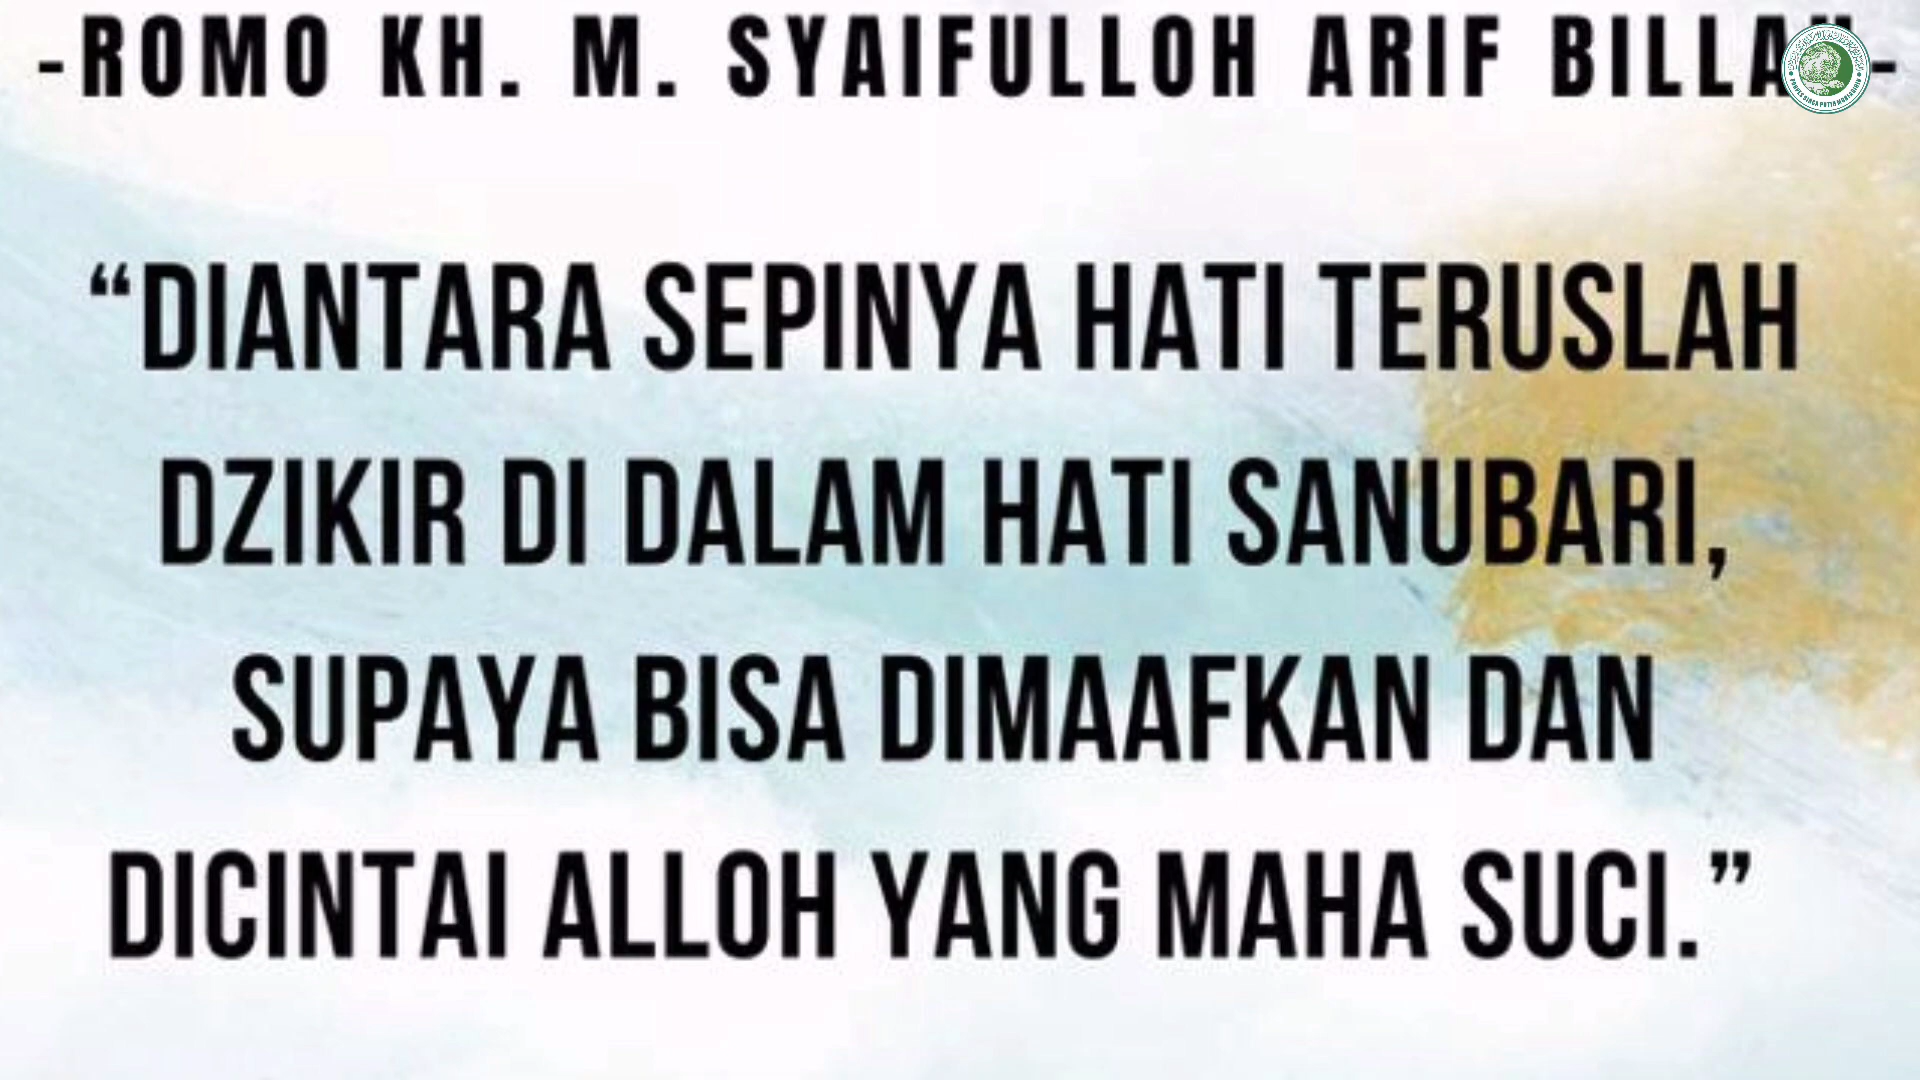 -ROMO KH. M. SYAIFULLOH ARIF BILLAH-
“DIANTARA SEPINYA HATI TERUSLAH
DZIKIR DI DALAM HATI SANUBARI,
SUPAYA BISA DIMAAFKAN DAN
DICINTAI ALLOH YANG MAHA SUCI.”